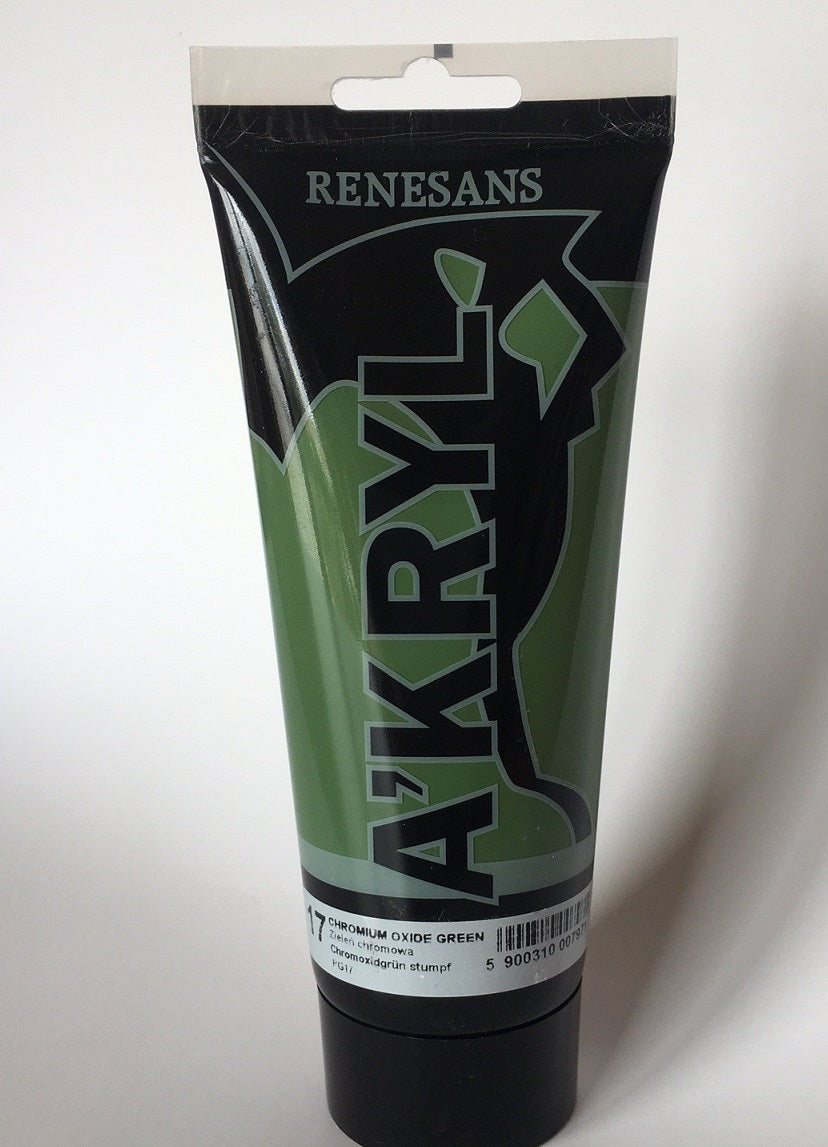 RENESANS
A'KRYL
17
CHROMIUM OXIDE GREEN
Zieleń chromowa
Chromoxidgrün stumpf
PG17
5 900310 00797